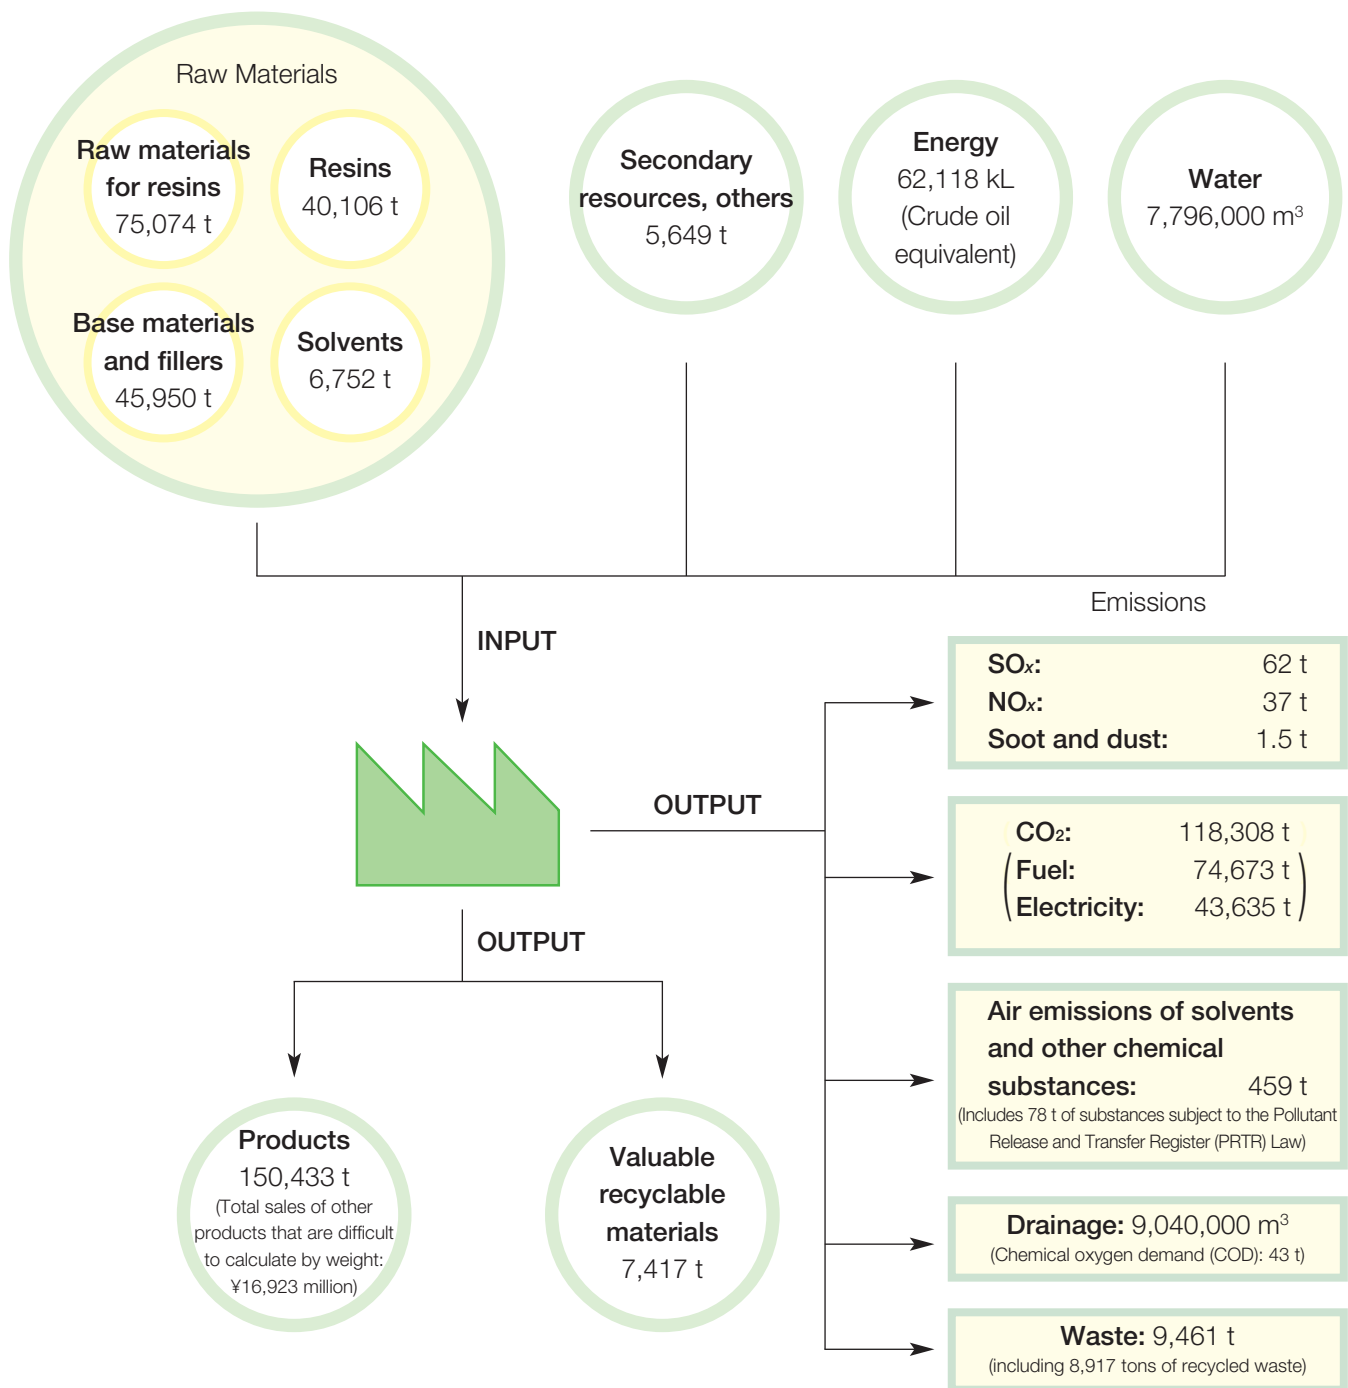 Raw Materials
Raw materials
for resins
75,074 t
Resins
40,106 t
Base materials
and fillers
45,950 t
Solvents
6,752 t
Secondary
resources, others
5,649 t
Energy
62,118 kL
(Crude oil
equivalent)
Water
7,796,000 m³
INPUT
OUTPUT
OUTPUT
Products
150,433 t
(Total sales of other
products that are difficult
to calculate by weight:
¥16,923 million)
Valuable
recyclable
materials
7,417 t
Emissions
SOx: 62 t
NOx: 37 t
Soot and dust: 1.5 t
CO₂: 118,308 t
(Fuel: 74,673 t
Electricity: 43,635 t)
Air emissions of solvents
and other chemical
substances: 459 t
(Includes 78 t of substances subject to the Pollutant
Release and Transfer Register (PRTR) Law)
Drainage: 9,040,000 m³
(Chemical oxygen demand (COD): 43 t)
Waste: 9,461 t
(including 8,917 tons of recycled waste)